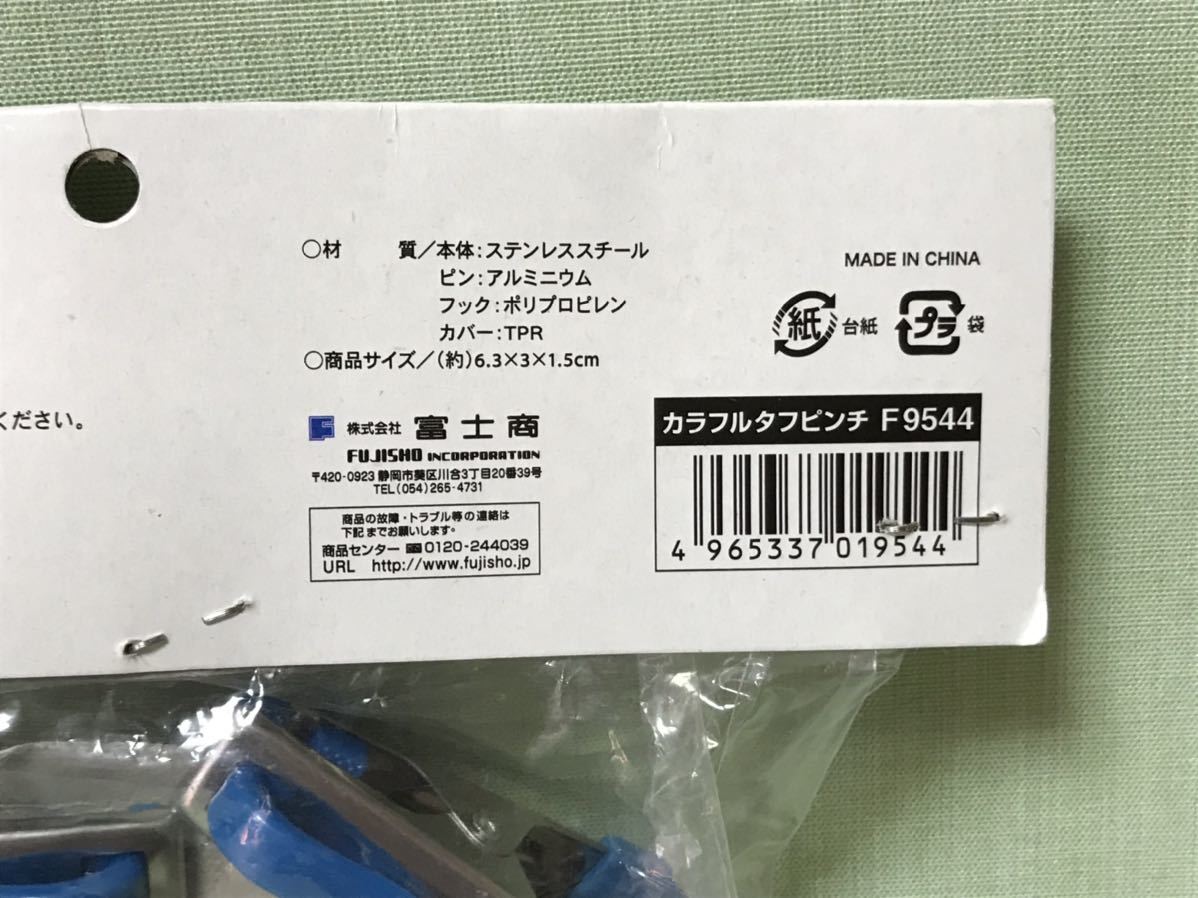 ください。
○材　　質／本体：ステンレススチール
ピン：アルミニウム
フック：ポリプロピレン
カバー：TPR
○商品サイズ／（約）6.3×3×1.5cm
株式会社 富士商
FUJISHO INCORPORATION
〒420-0923 静岡市葵区川合3丁目20番39号
TEL（054）265-4731
商品の故障・トラブル等の連絡は
下記までお願いします。
商品センター 0120-244039
URL http://www.fujisho.jp
MADE IN CHINA
紙 台紙 プラ 袋
カラフルタフピンチ F9544
4 965337 019544